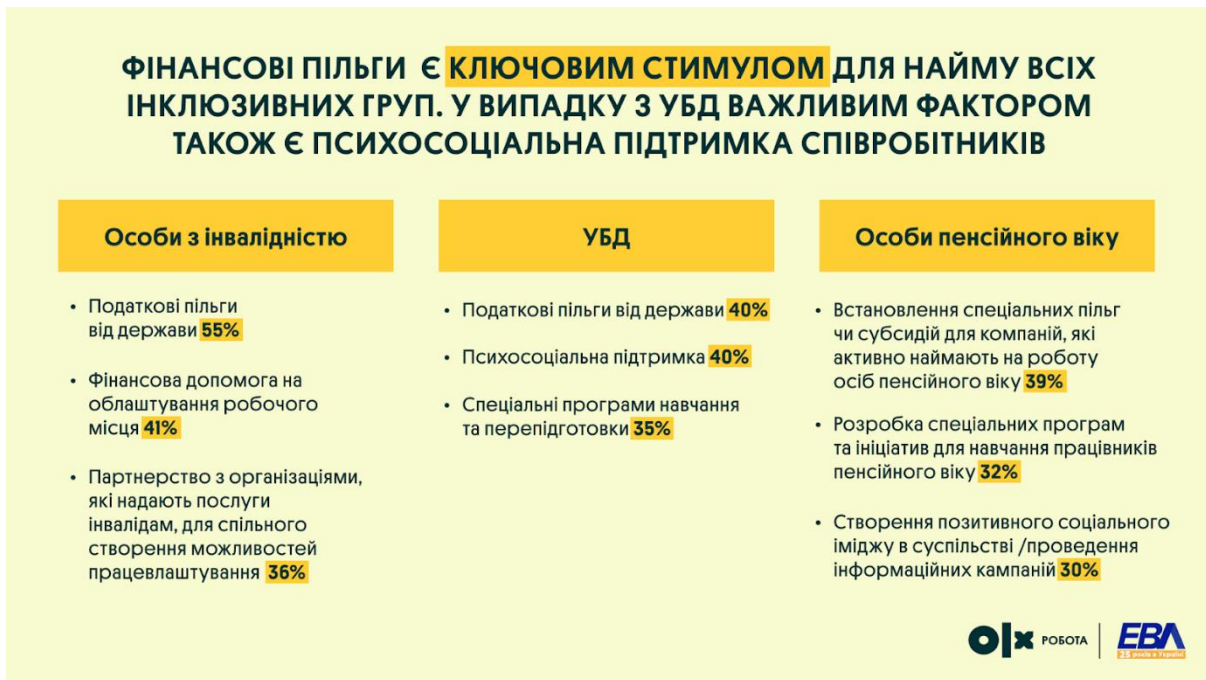 ФІНАНСОВІ ПІЛЬГИ Є КЛЮЧОВИМ СТИМУЛОМ ДЛЯ НАЙМУ ВСІХ
ІНКЛЮЗИВНИХ ГРУП. У ВИПАДКУ З УБД ВАЖЛИВИМ ФАКТОРОМ
ТАКОЖ Є ПСИХОСОЦІАЛЬНА ПІДТРИМКА СПІВРОБІТНИКІВ
Особи з інвалідністю
• Податкові пільги
від держави 55%
• Фінансова допомога на
облаштування робочого
місця 41%
• Партнерство з організаціями,
які надають послуги
інвалідам, для спільного
створення можливостей
працевлаштування 36%
УБД
• Податкові пільги від держави 40%
• Психосоціальна підтримка 40%
• Спеціальні програми навчання
та перепідготовки 35%
Особи пенсійного віку
• Встановлення спеціальних пільг
чи субсидій для компаній, які
активно наймають на роботу
осіб пенсійного віку 39%
• Розробка спеціальних програм
та ініціатив для навчання працівників
пенсійного віку 32%
• Створення позитивного соціального
іміджу в суспільстві /проведення
інформаційних кампаній 30%
olx РОБОТА
EBA
25 років в Україні